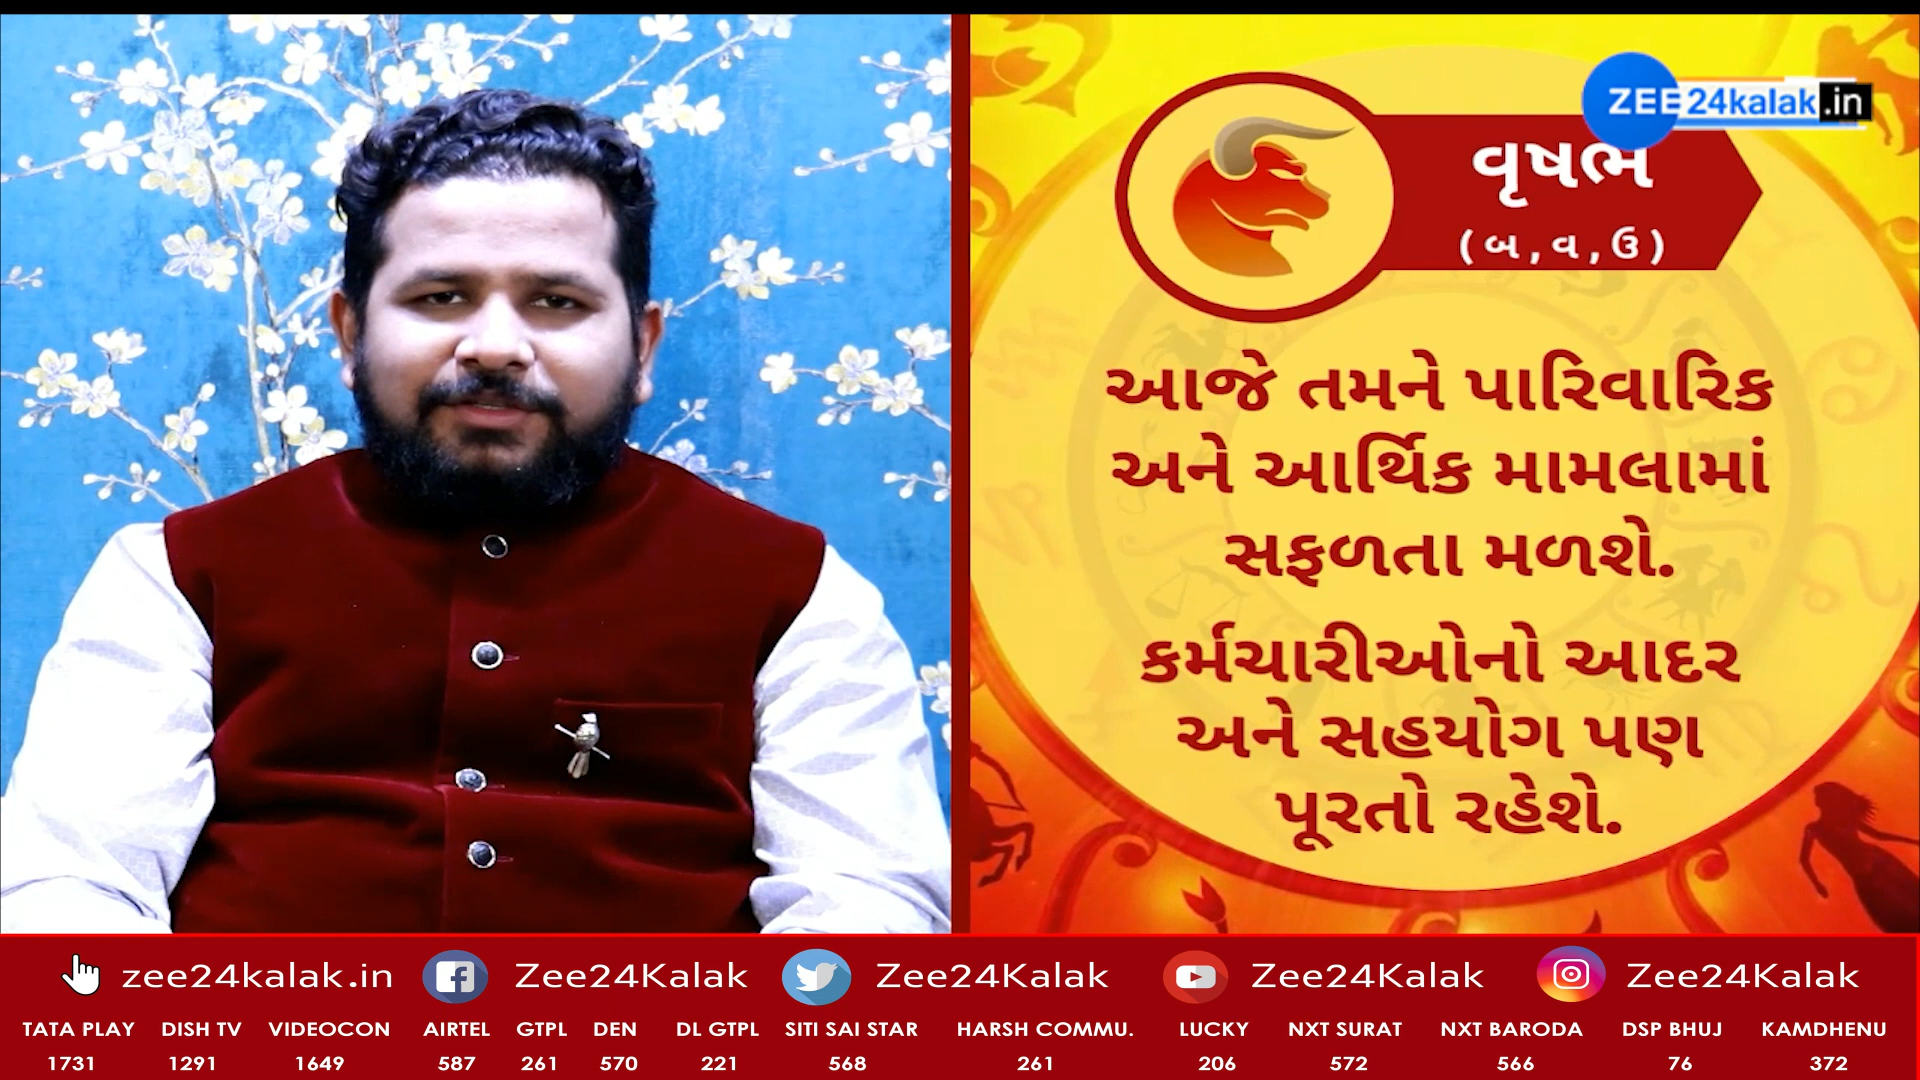 ZEE 24kalak.in
વૃષભ
(બ,વ,ઉ)
આજે તમને પારિવારિક
અને આર્થિક મામલામાં
સફળતા મળશે.
કર્મચારીઓનો આદર
અને સહયોગ પણ
પૂરતો રહેશે.
zee24kalak.in Zee24Kalak Zee24Kalak Zee24Kalak Zee24Kalak
TATA PLAY DISH TV VIDEOCON AIRTEL GTPL DEN DL GTPL SITI SAI STAR HARSH COMMU. LUCKY NXT SURAT NXT BARODA DSP BHUJ KAMDHENU
1731 1291 1649 587 261 570 221 568 261 206 572 566 76 372